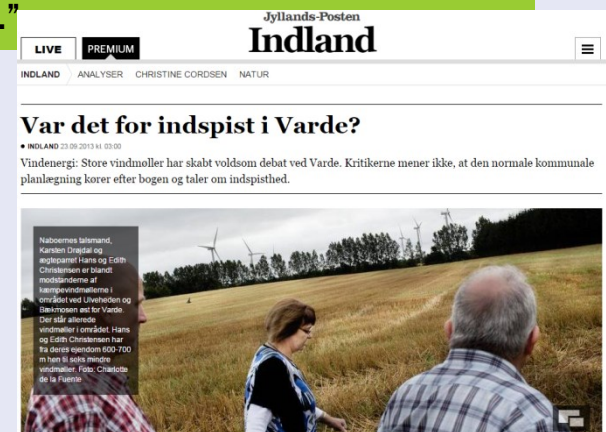 .”
Jyllands-Posten
Indland
LIVE
PREMIUM
INDLAND
ANALYSER
CHRISTINE CORDSEN
NATUR
Var det for indspist i Varde?
• INDLAND 23.09.2013 kl. 03:00
Vindenergi: Store vindmøller har skabt voldsom debat ved Varde. Kritikerne mener ikke, at den normale kommunale
planlægning kører efter bogen og taler om indspisthed.
Naboernes talsmand,
Karsten Drøjdal og
ægteparret Hans og Edith
Christensen er blandt
modstanderne af
kæmpevindmøllerne i
området ved Ulveheden og
Bækmosen øst for Varde.
Der står allerede
vindmøller i området. Hans
og Edith Christensen har
fra deres ejendom 600-700
m hen til seks mindre
vindmøller. Foto: Charlotte
de la Fuente